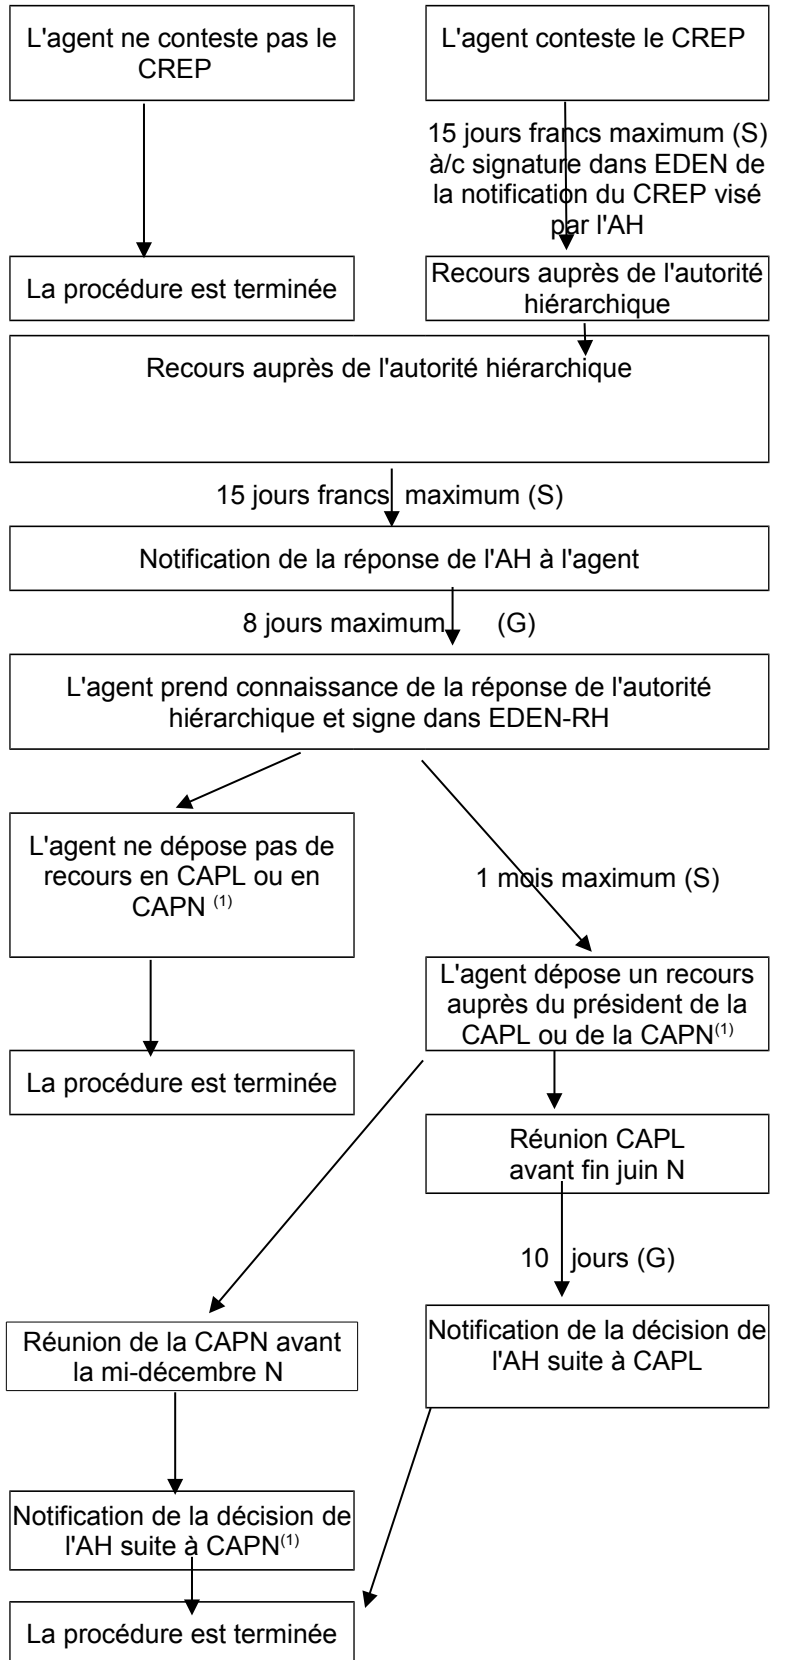 L'agent ne conteste pas le
CREP
L'agent conteste le CREP
15 jours francs maximum (S)
à/c signature dans EDEN de
la notification du CREP visé
par l'AH
La procédure est terminée
Recours auprès de l'autorité
hiérarchique
Recours auprès de l'autorité hiérarchique
15 jours francs maximum (S)
Notification de la réponse de l'AH à l'agent
8 jours maximum (G)
L'agent prend connaissance de la réponse de l'autorité
hiérarchique et signe dans EDEN-RH
L'agent ne dépose pas de
recours en CAPL ou en
CAPN (1)
1 mois maximum (S)
L'agent dépose un recours
auprès du président de la
CAPL ou de la CAPN(1)
La procédure est terminée
Réunion CAPL
avant fin juin N
10 jours (G)
Réunion de la CAPN avant
la mi-décembre N
Notification de la décision de
l'AH suite à CAPL
Notification de la décision de
l'AH suite à CAPN(1)
La procédure est terminée